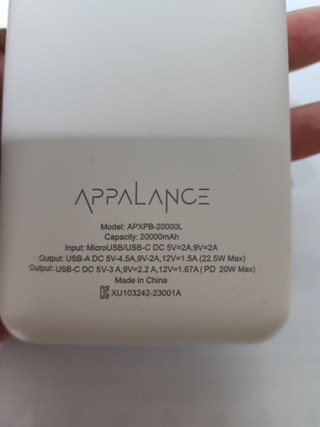 APPALANCE
Model: APXPB-20000L
Capacity: 20000mAh
Input: MicroUSB/USB-C DC 5V=2A,9V=2A
Output: USB-A DC 5V-4.5A,9V-2A,12V=1.5A (22.5W Max)
Output: USB-C DC 5V-3 A,9V=2.2 A,12V=1.67A ( PD 20W Max)
Made in China
XU103242-23001A